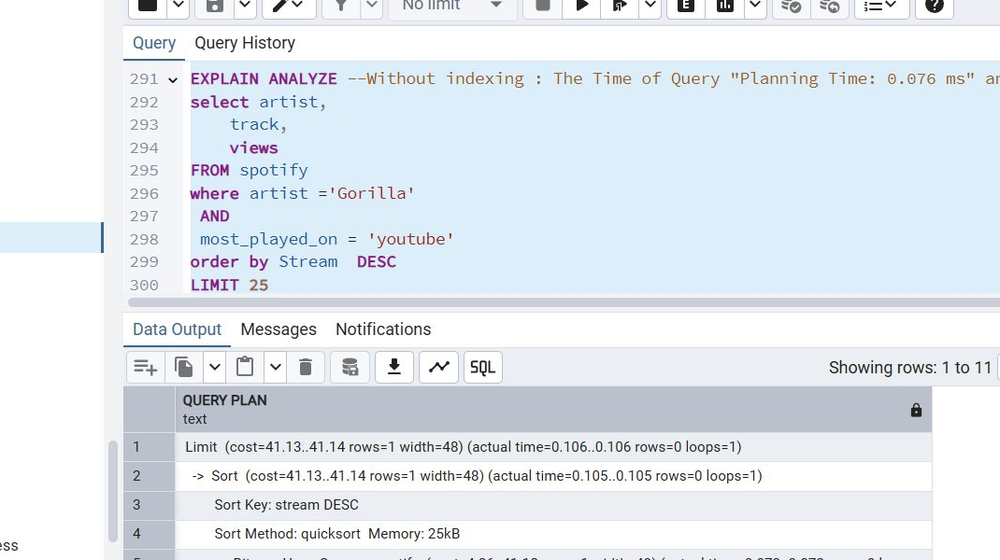 No limit
E
Query Query History
291 EXPLAIN ANALYZE --Without indexing : The Time of Query "Planning Time: 0.076 ms" an
292 select artist,
293 track,
294 views
295 FROM spotify
296 where artist ='Gorilla'
297 AND
298 most_played_on = 'youtube'
299 order by Stream DESC
300 LIMIT 25
Data Output Messages Notifications
SQL
Showing rows: 1 to 11
QUERY PLAN
text
1 Limit (cost=41.13..41.14 rows=1 width=48) (actual time=0.106..0.106 rows=0 loops=1)
2 -> Sort (cost=41.13..41.14 rows=1 width=48) (actual time=0.105..0.105 rows=0 loops=1)
3 Sort Key: stream DESC
4 Sort Method: quicksort Memory: 25kB
ess